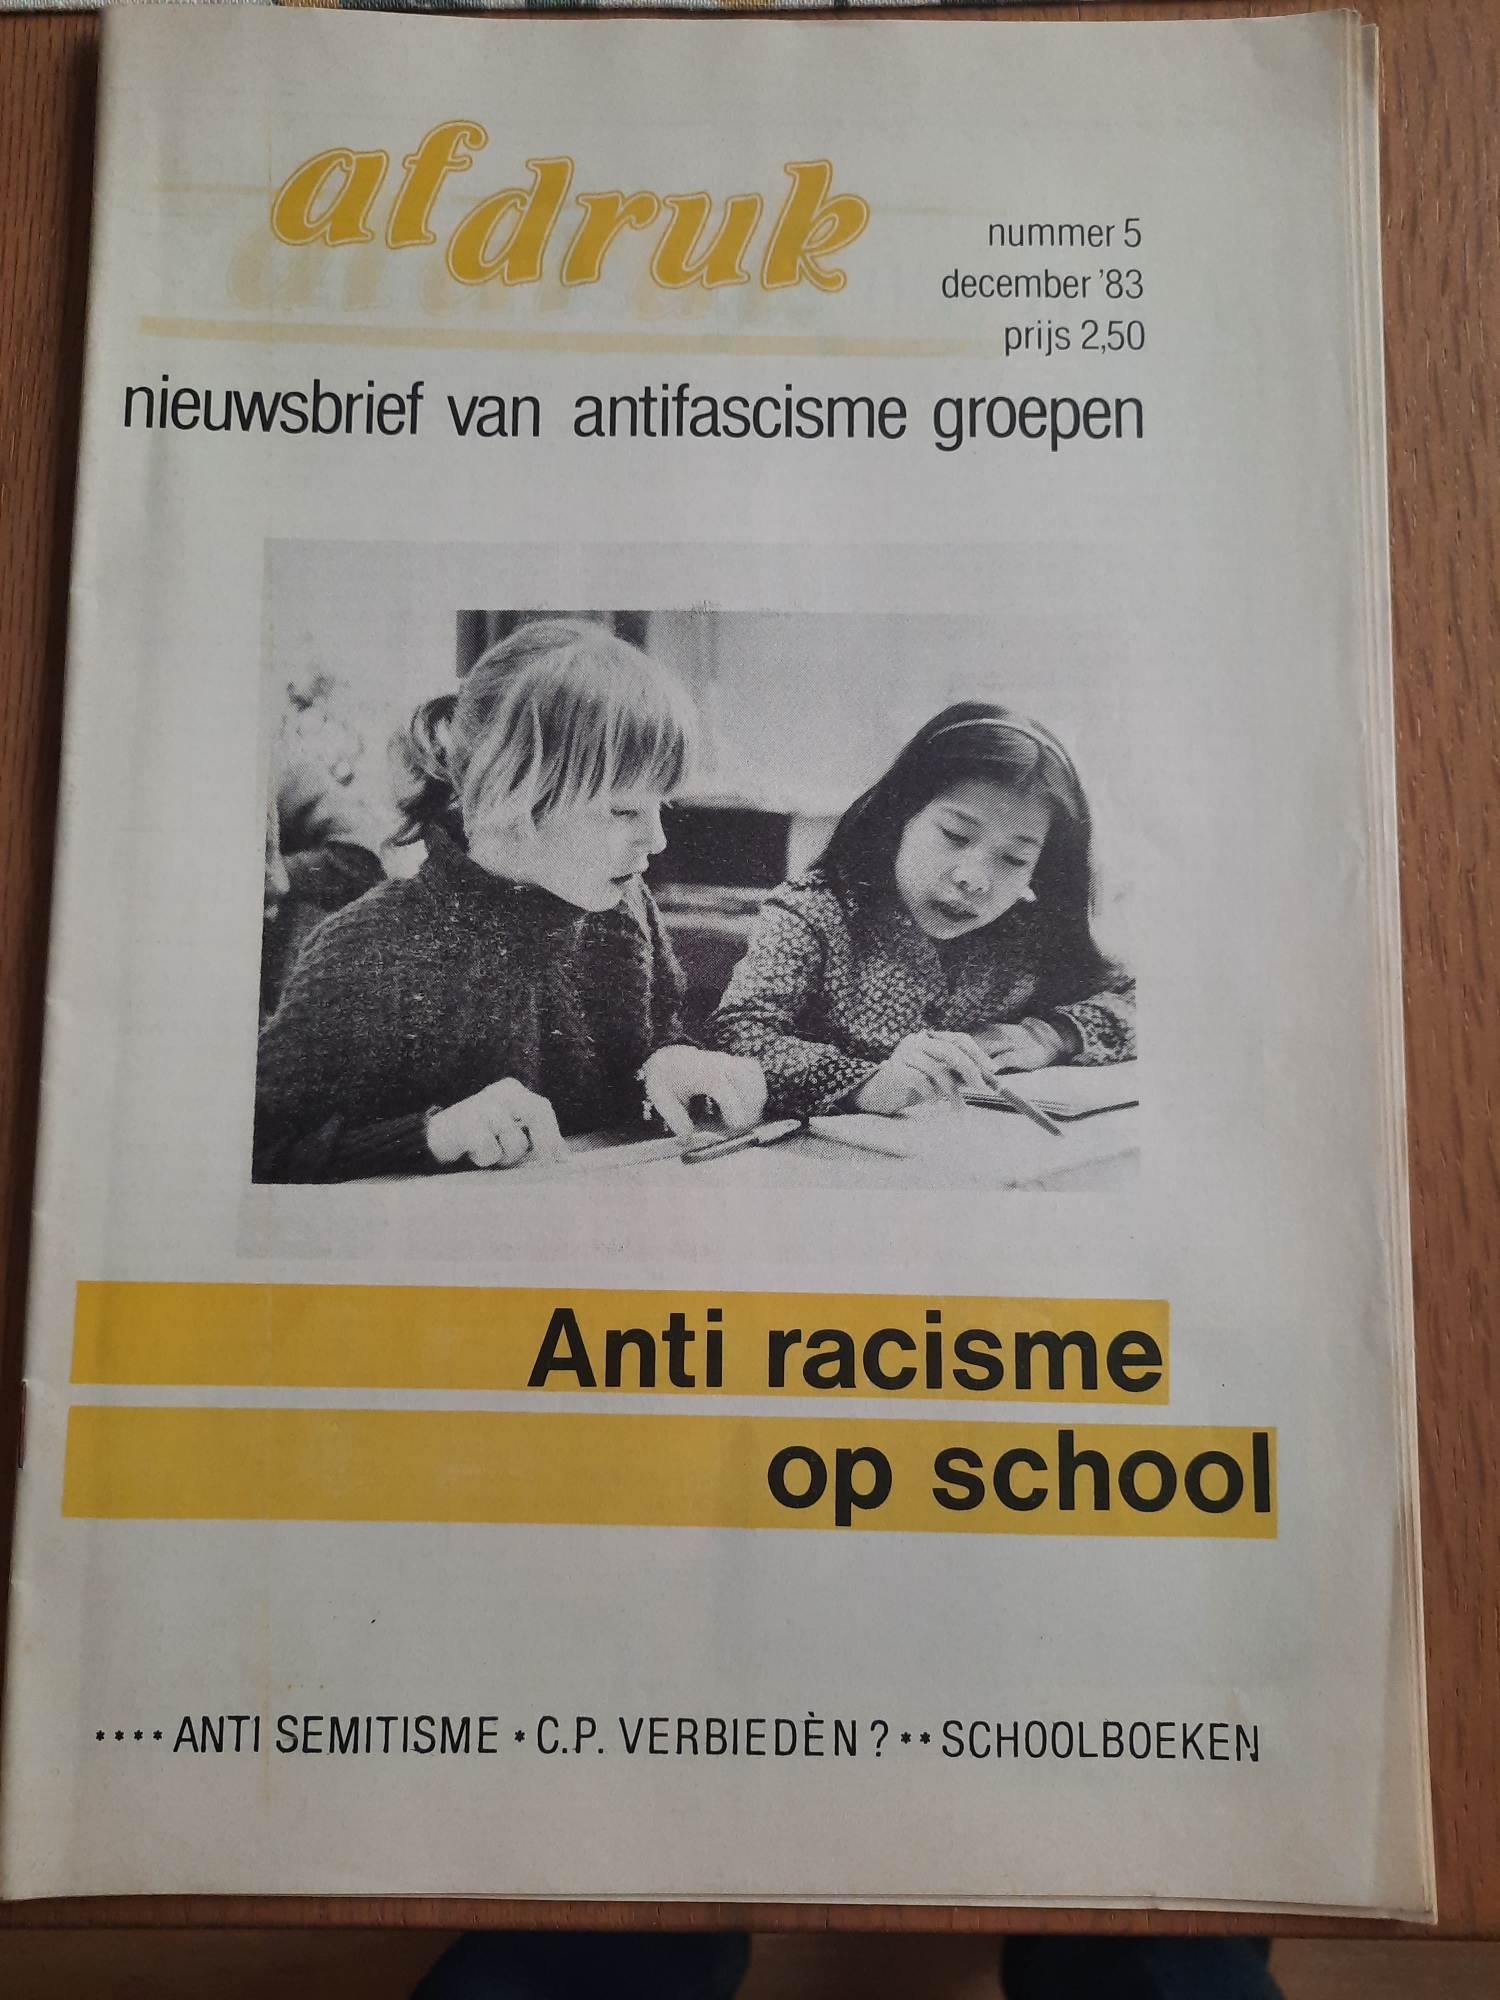 afdruk
nummer 5
december '83
prijs 2,50
nieuwsbrief van antifascisme groepen
Anti racisme
op school
**** ANTI SEMITISME * C.P. VERBIEDÈN ? ** SCHOOLBOEKEN